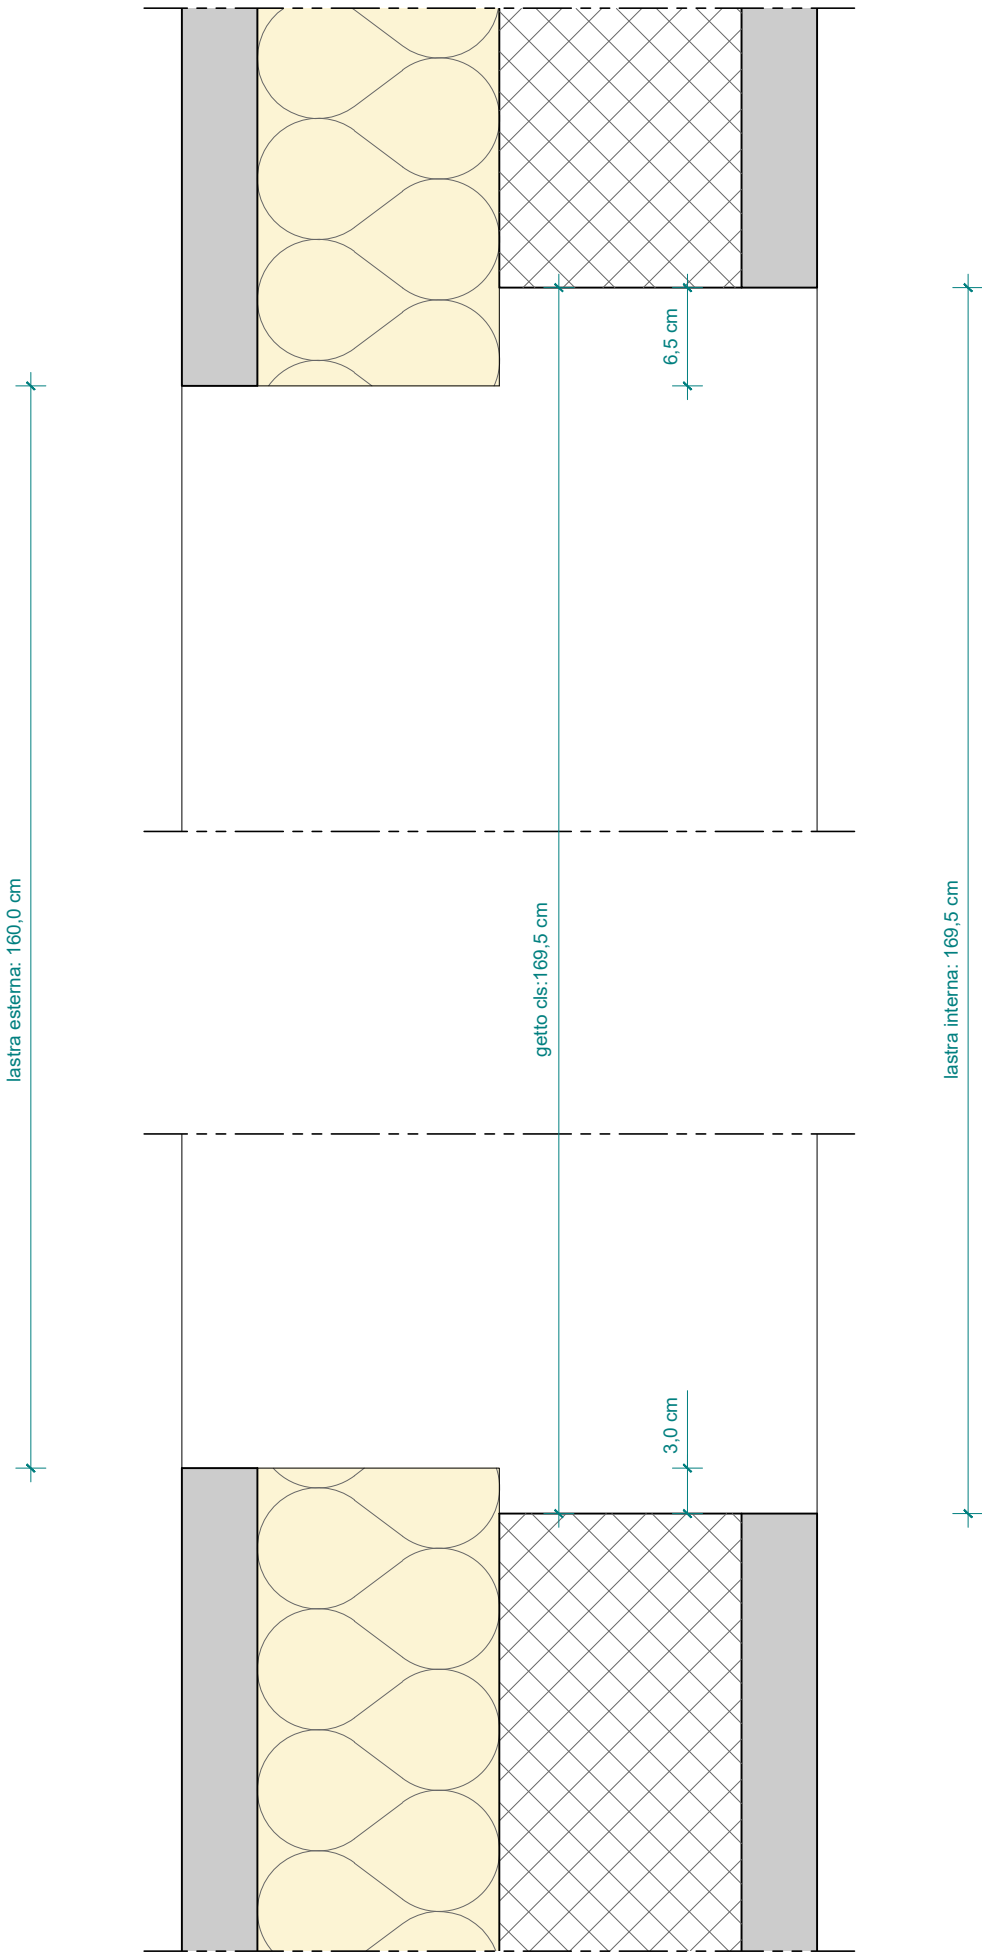 6,5 cm
lastra esterna: 160,0 cm
getto cls:169,5 cm
lastra interna: 169,5 cm
3,0 cm